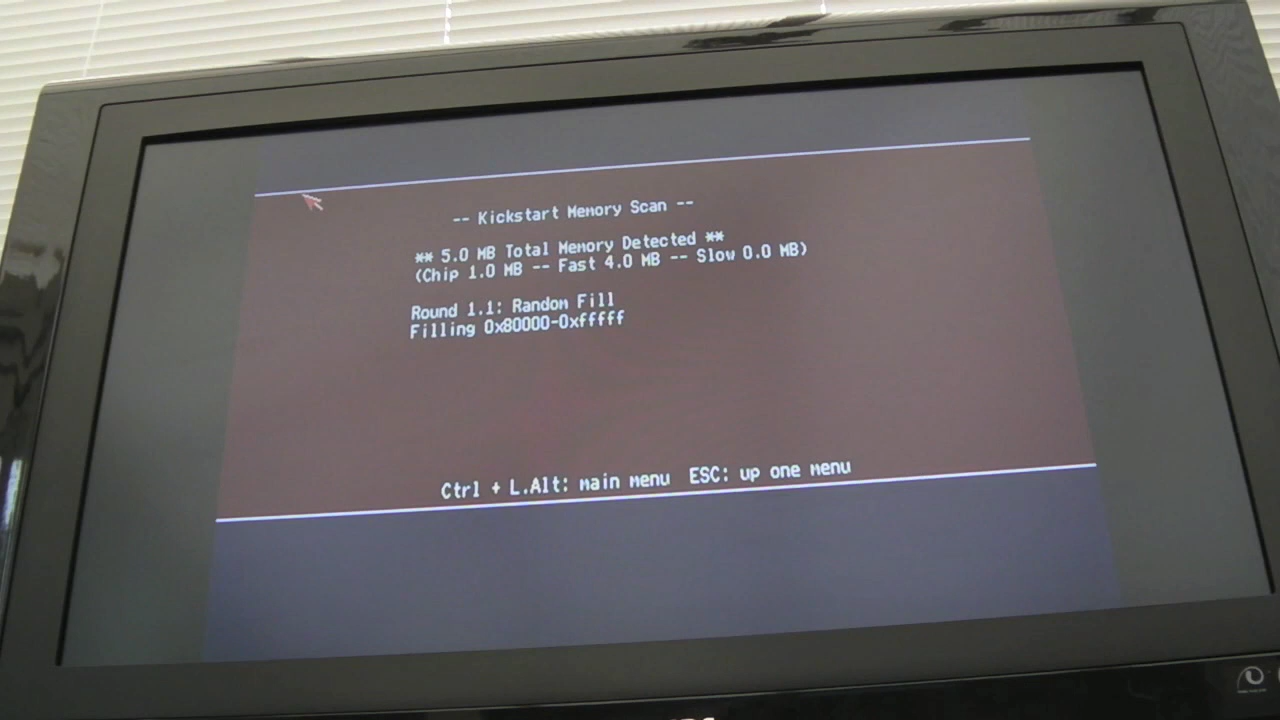 -- Kickstart Memory Scan --
** 5.0 MB Total Memory Detected **
(Chip 1.0 MB -- Fast 4.0 MB -- Slow 0.0 MB)
Round 1.1: Random Fill
Filling 0x80000-0xfffff
Ctrl + L.Alt: main menu ESC: up one menu